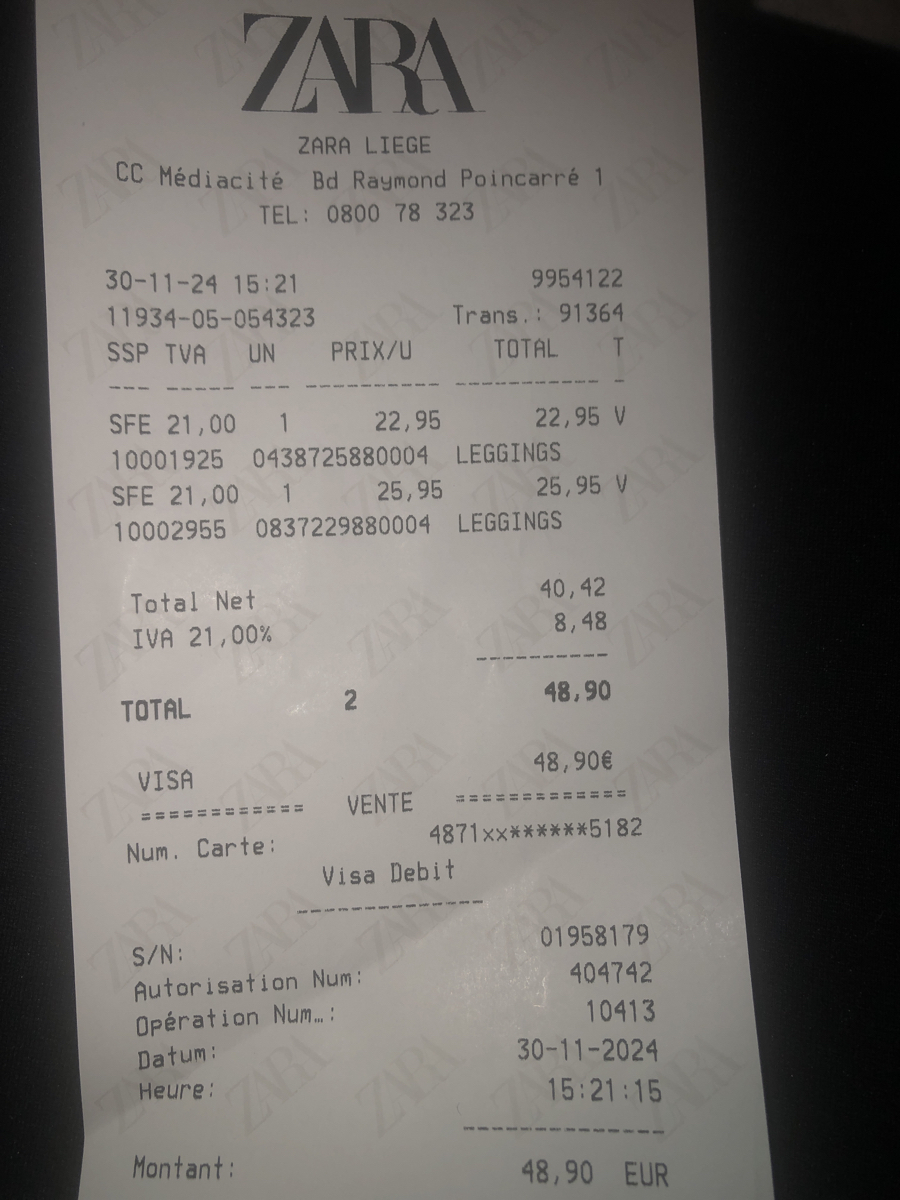 ZARA
ZARA LIEGE
CC Médiacité  Bd Raymond Poincarré 1
TEL: 0800 78 323
30-11-24 15:21 9954122
11934-05-054323 Trans.: 91364
SSP TVA UN PRIX/U TOTAL T
--- ----- --- ---------- ----------- -
SFE 21,00 1 22,95 22,95 V
10001925 0438725880004 LEGGINGS
SFE 21,00 1 25,95 25,95 V
10002955 0837229880004 LEGGINGS
Total Net 40,42
IVA 21,00% 8,48
----------
TOTAL 2 48,90
VISA 48,90€
============ VENTE =============
Num. Carte: 4871xx******5182
Visa Debit
--------------
S/N: 01958179
Autorisation Num: 404742
Opération Num…: 10413
Datum: 30-11-2024
Heure: 15:21:15
---------------
Montant: 48,90 EUR